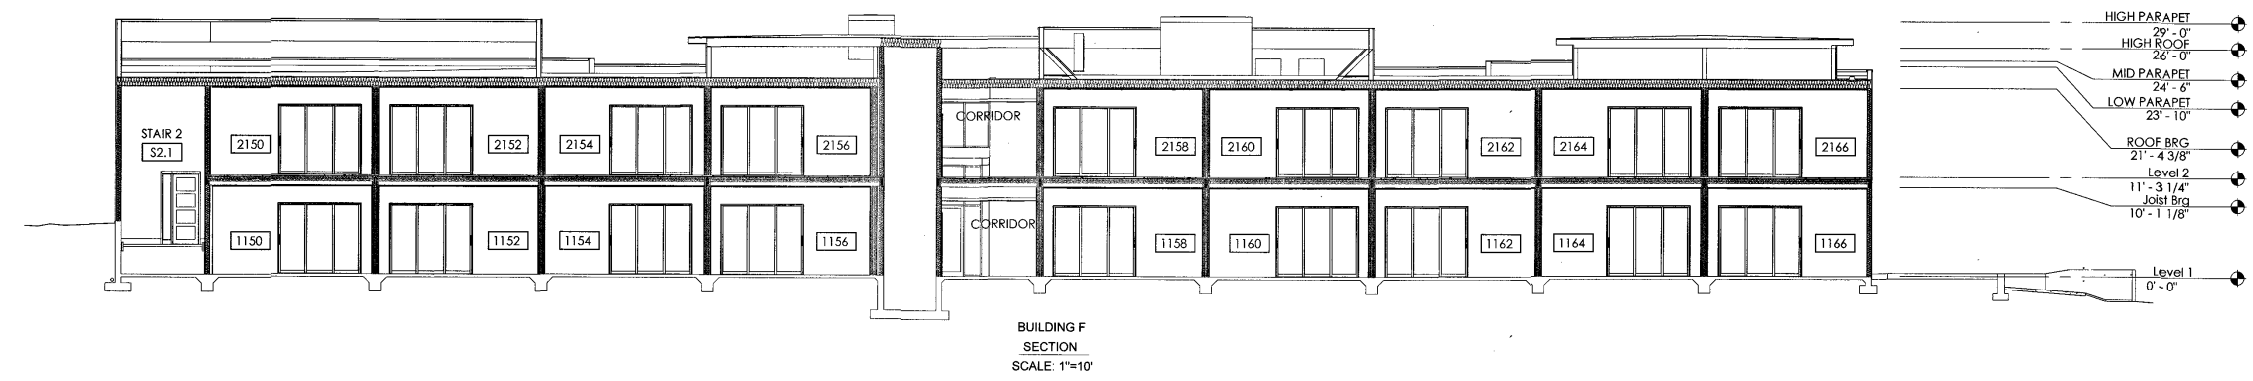 HIGH PARAPET
29' - 0"
HIGH ROOF
26' - 0"
MID PARAPET
24' - 6"
LOW PARAPET
23' - 10"
ROOF BRG
21' - 4 3/8"
Level 2
11' - 3 1/4"
Joist Brg
10' - 1 1/8"
Level 1
0' - 0"
STAIR 2
S2.1
2150 2152 2154 2156 CORRIDOR 2158 2160 2162 2164 2166
1150 1152 1154 1156 CORRIDOR 1158 1160 1162 1164 1166
BUILDING F
SECTION
SCALE: 1"=10'